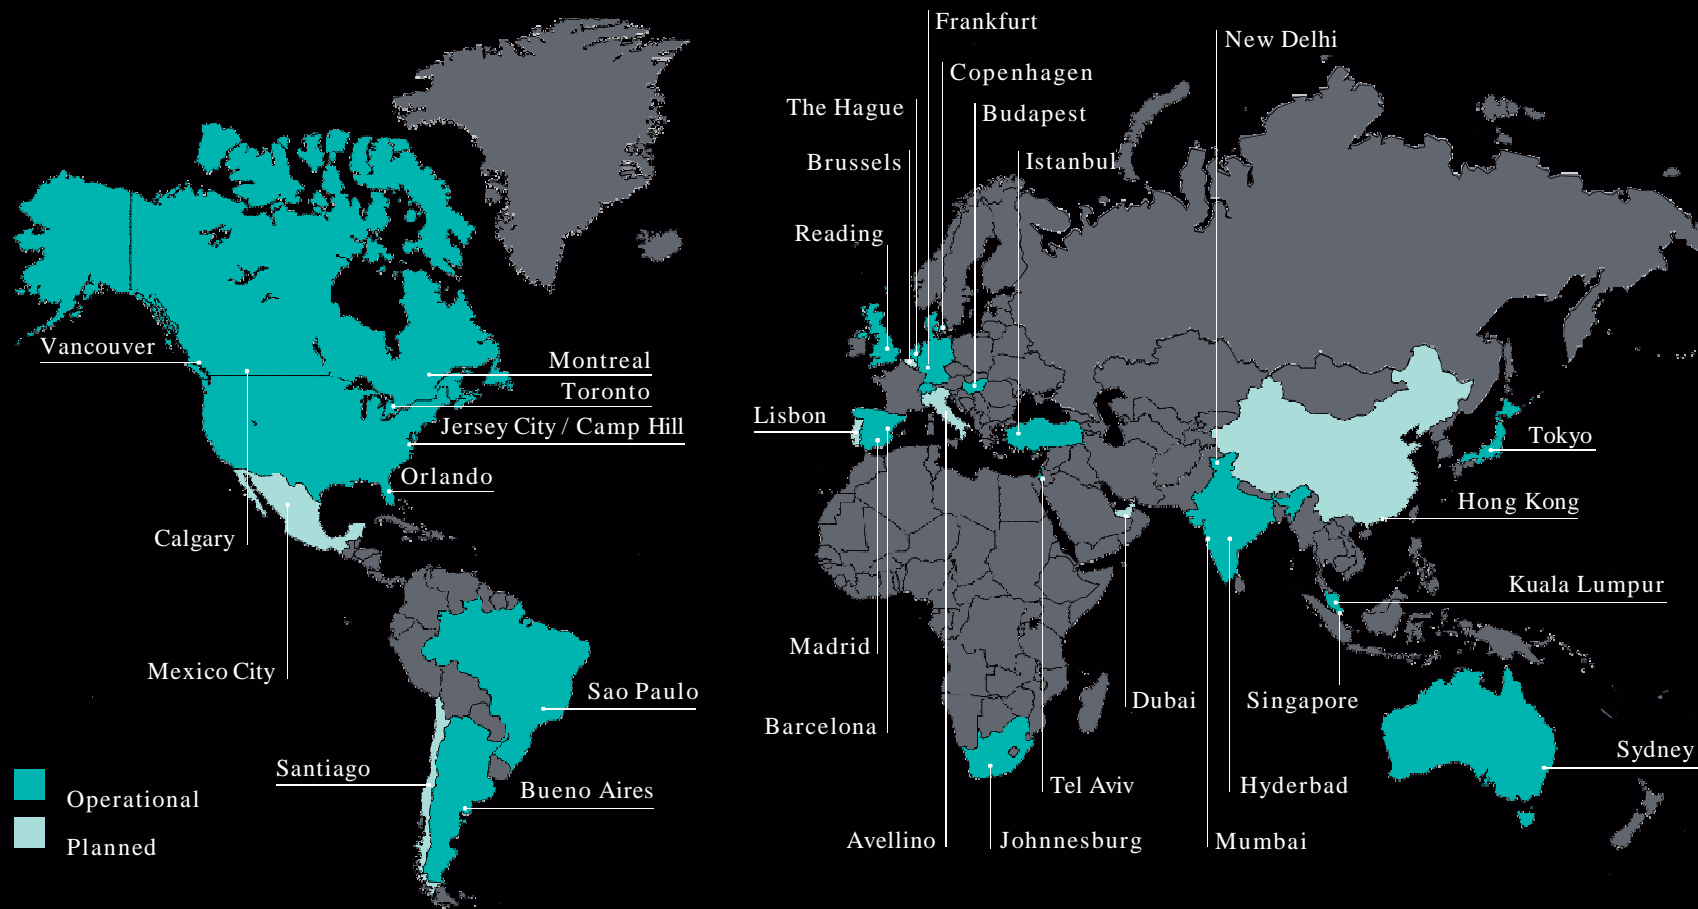 Frankfurt
New Delhi
Copenhagen
The Hague
Budapest
Brussels
Istanbul
Reading
Vancouver
Montreal
Toronto
Jersey City / Camp Hill
Lisbon
Tokyo
Orlando
Hong Kong
Calgary
Kuala Lumpur
Madrid
Mexico City
Sao Paulo
Dubai
Singapore
Barcelona
Sydney
Santiago
Bueno Aires
Tel Aviv
Hyderbad
Operational
Avellino
Johnnesburg
Mumbai
Planned